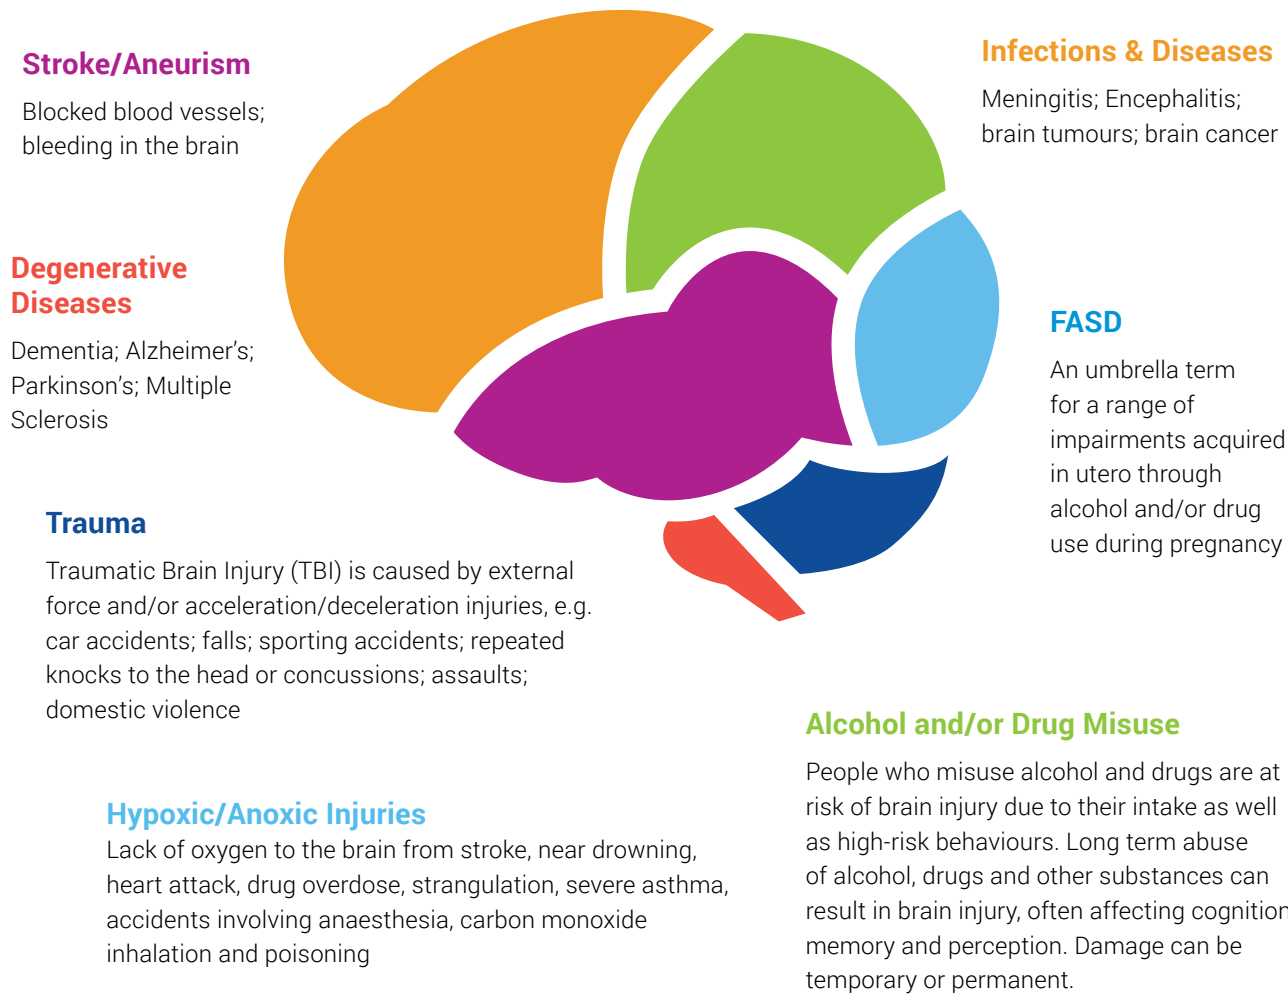 Stroke/Aneurism
Blocked blood vessels;
bleeding in the brain
Infections & Diseases
Meningitis; Encephalitis;
brain tumours; brain cancer
Degenerative
Diseases
Dementia; Alzheimer's;
Parkinson's; Multiple
Sclerosis
FASD
An umbrella term
for a range of
impairments acquired
in utero through
alcohol and/or drug
use during pregnancy
Trauma
Traumatic Brain Injury (TBI) is caused by external
force and/or acceleration/deceleration injuries, e.g.
car accidents; falls; sporting accidents; repeated
knocks to the head or concussions; assaults;
domestic violence
Hypoxic/Anoxic Injuries
Lack of oxygen to the brain from stroke, near drowning,
heart attack, drug overdose, strangulation, severe asthma,
accidents involving anaesthesia, carbon monoxide
inhalation and poisoning
Alcohol and/or Drug Misuse
People who misuse alcohol and drugs are at
risk of brain injury due to their intake as well
as high-risk behaviours. Long term abuse
of alcohol, drugs and other substances can
result in brain injury, often affecting cognition
memory and perception. Damage can be
temporary or permanent.